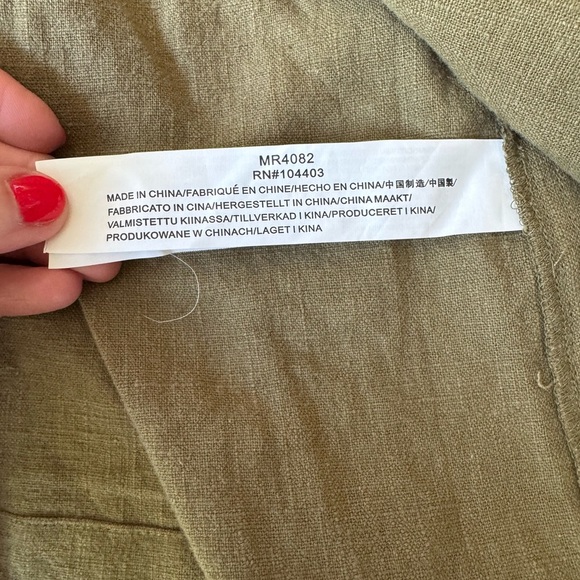 MR4082
RN#104403
MADE IN CHINA/FABRIQUÉ EN CHINE/HECHO EN CHINA/中国制造/中国製/
FABBRICATO IN CINA/HERGESTELLT IN CHINA/CHINA MAAKT/
VALMISTETTU KIINASSA/TILLVERKAD I KINA/PRODUCERET I KINA/
PRODUKOWANE W CHINACH/LAGET I KINA